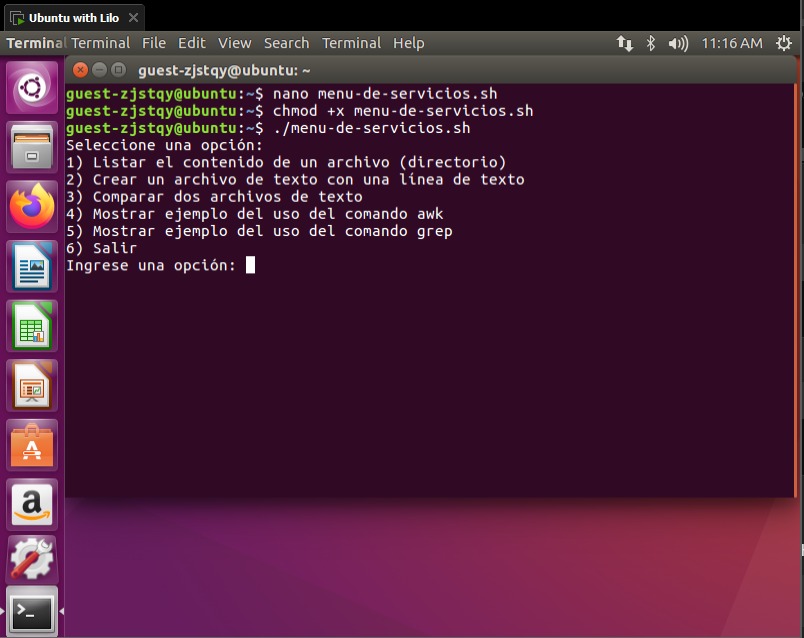 Ubuntu with Lilo
Terminal Terminal File Edit View Search Terminal Help 11:16 AM
guest-zjstqy@ubuntu: ~
guest-zjstqy@ubuntu:~$ nano menu-de-servicios.sh
guest-zjstqy@ubuntu:~$ chmod +x menu-de-servicios.sh
guest-zjstqy@ubuntu:~$ ./menu-de-servicios.sh
Seleccione una opción:
1) Listar el contenido de un archivo (directorio)
2) Crear un archivo de texto con una línea de texto
3) Comparar dos archivos de texto
4) Mostrar ejemplo del uso del comando awk
5) Mostrar ejemplo del uso del comando grep
6) Salir
Ingrese una opción: